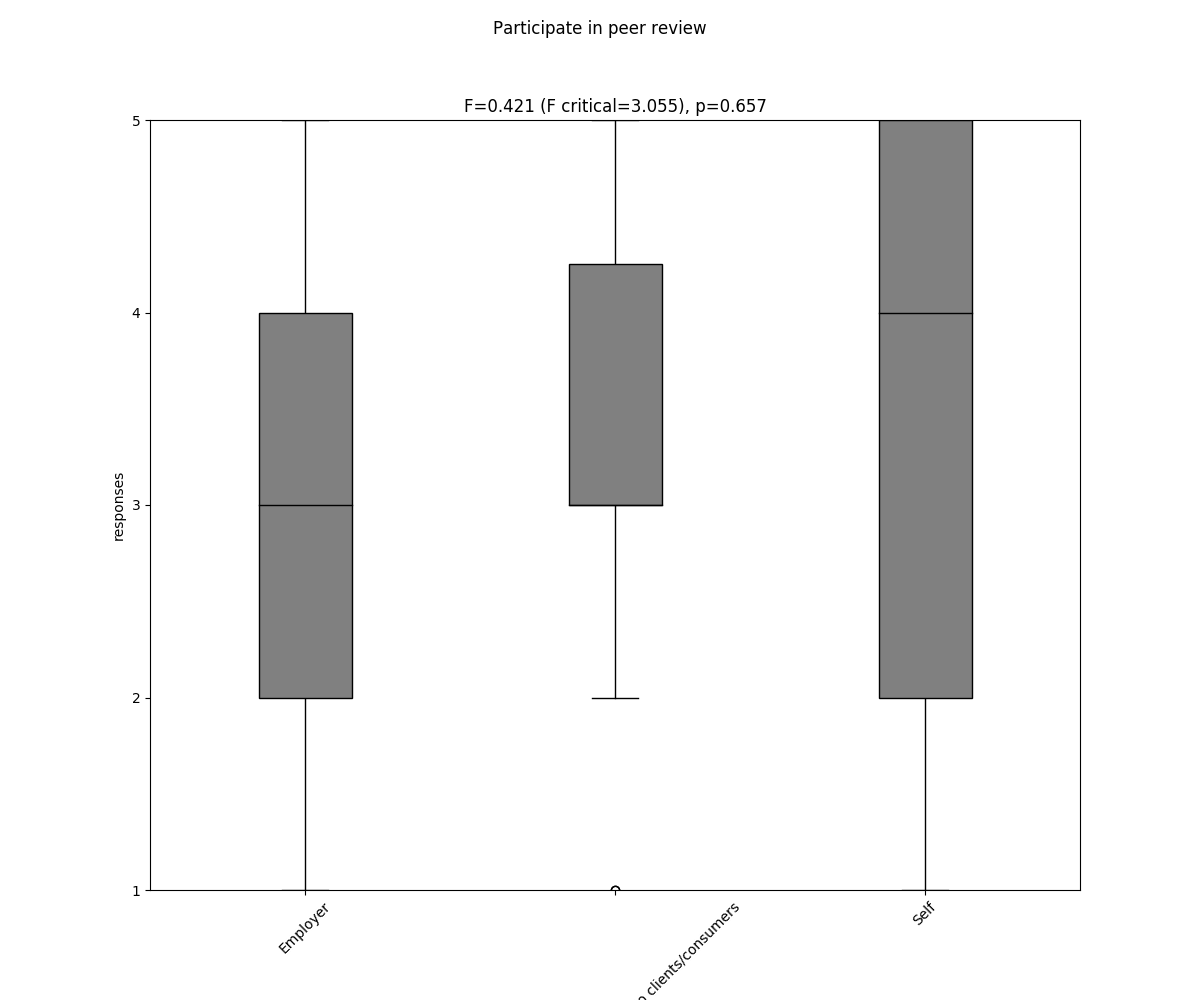 Participate in peer review
F=0.421 (F critical=3.055), p=0.657
5
4
3
2
1
responses
Employer
clients/consumers
Self